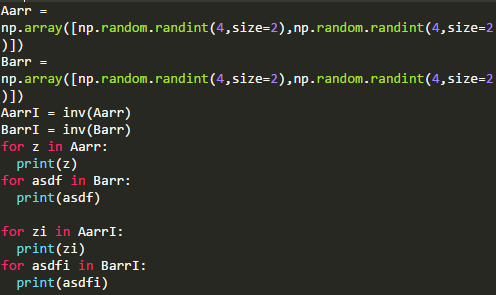 Aarr =
np.array([np.random.randint(4,size=2),np.random.randint(4,size=2
)])
Barr =
np.array([np.random.randint(4,size=2),np.random.randint(4,size=2
)])
AarrI = inv(Aarr)
BarrI = inv(Barr)
for z in Aarr:
  print(z)
for asdf in Barr:
  print(asdf)

for zi in AarrI:
  print(zi)
for asdfi in BarrI:
  print(asdfi)